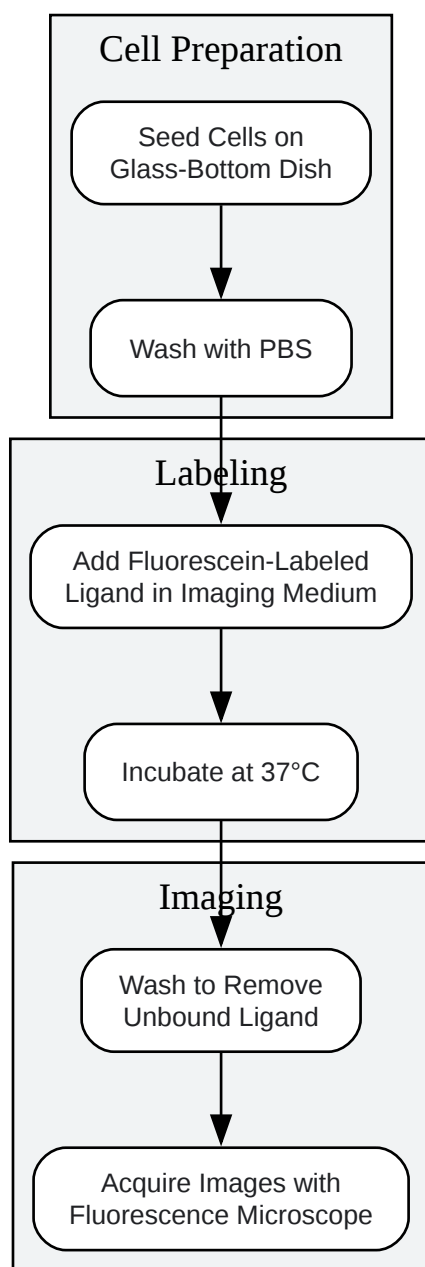 Cell Preparation
Seed Cells on
Glass-Bottom Dish
Wash with PBS
Labeling
Add Fluorescein-Labeled
Ligand in Imaging Medium
Incubate at 37°C
Imaging
Wash to Remove
Unbound Ligand
Acquire Images with
Fluorescence Microscope